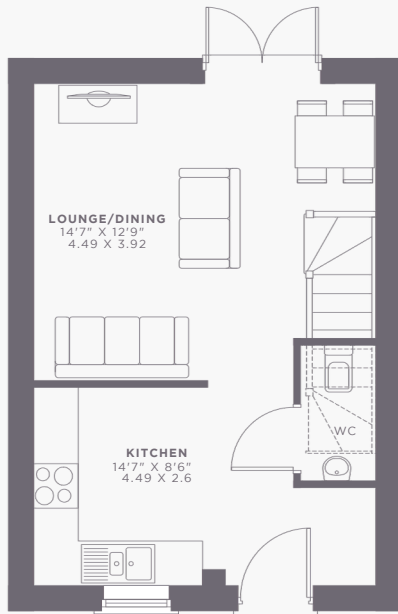 LOUNGE/DINING
14'7" X 12'9"
4.49 X 3.92
WC
KITCHEN
14'7" X 8'6"
4.49 X 2.6